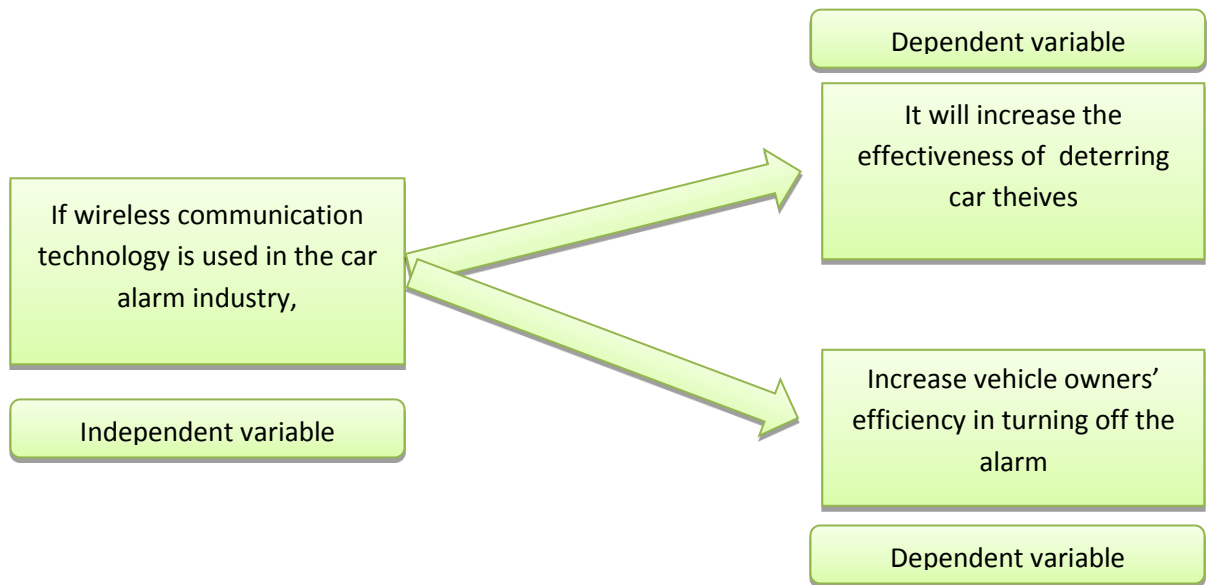 Dependent variable
It will increase the
effectiveness of deterring
car theives
If wireless communication
technology is used in the car
alarm industry,
Independent variable
Increase vehicle owners’
efficiency in turning off the
alarm
Dependent variable